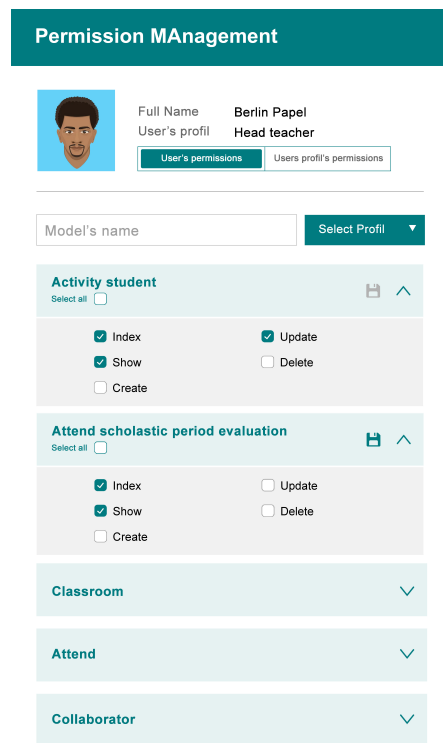 Permission MAnagement
Full Name Berlin Papel
User's profil Head teacher
User's permissions Users profil's permissions
Model's name Select Profil
Activity student
Select all
Index Update
Show Delete
Create
Attend scholastic period evaluation
Select all
Index Update
Show Delete
Create
Classroom
Attend
Collaborator